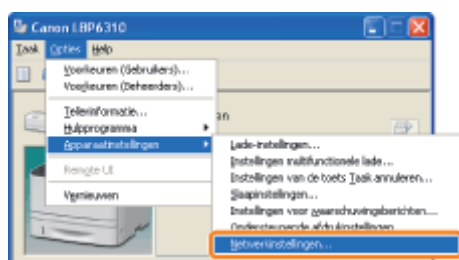 Canon LBP6310
Taak Opties Help
Voorkeuren (Gebruikers)...
Voorkeuren (Beheerders)...
Tellerinformatie...
Hulpprogramma
Apparaatinstellingen
Remote UI
Vernieuwen
an
Lade-instellingen...
Instellingen multifunctionele lade...
Instellingen van de toets Taak annuleren...
Slaapinstellingen...
Instellingen voor waarschuwingsberichten...
Ondersteunende afdrukinstellingen
Netwerkinstellingen...